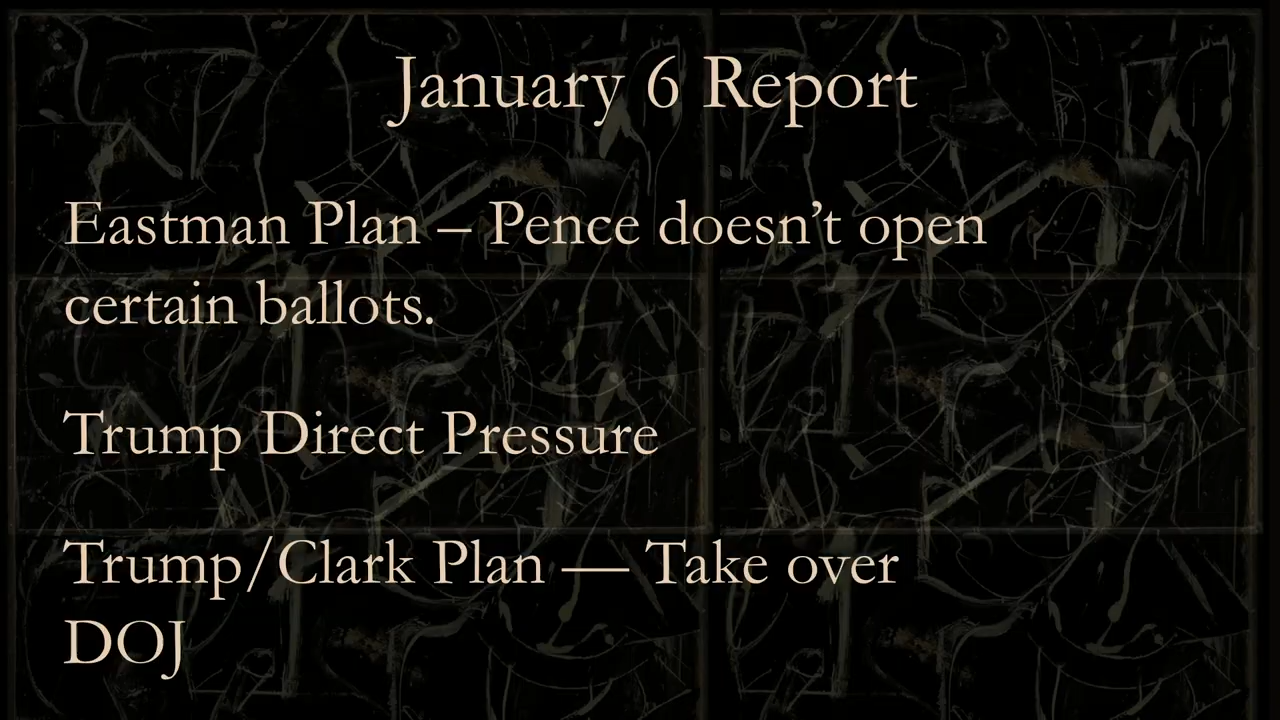 January 6 Report
Eastman Plan – Pence doesn’t open
certain ballots.
Trump Direct Pressure
Trump/Clark Plan — Take over
DOJ